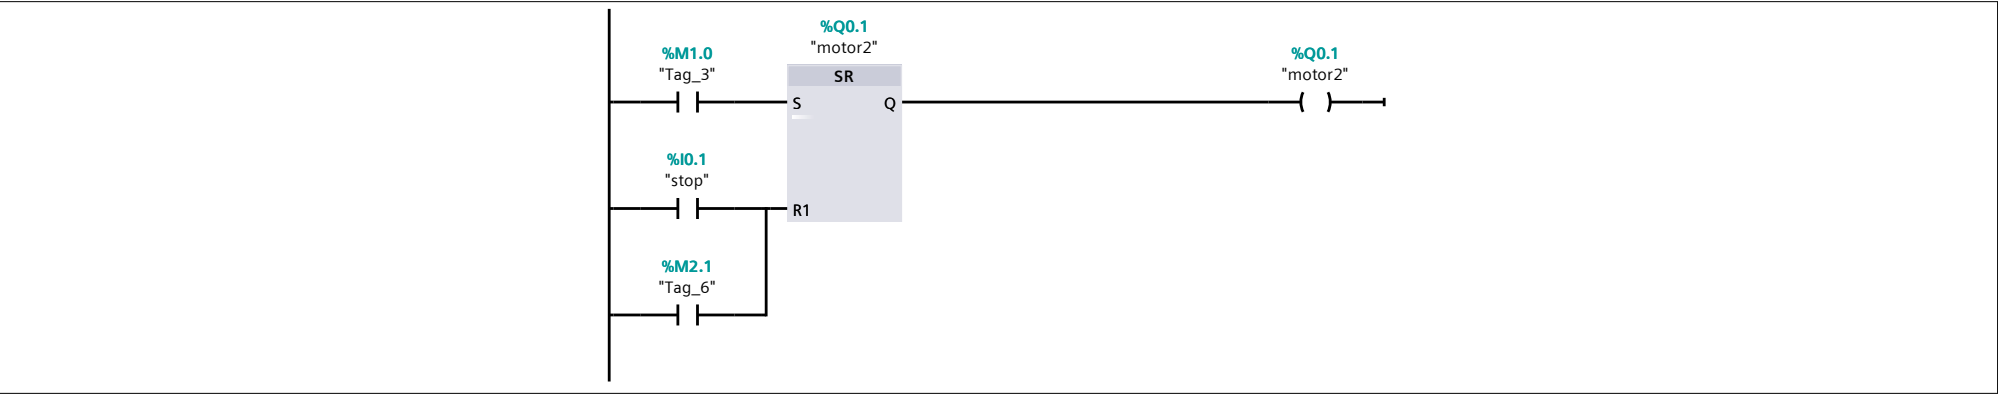 %Q0.1
"motor2"
%M1.0
"Tag_3"
%Q0.1
"motor2"
SR
S
Q
%I0.1
"stop"
R1
%M2.1
"Tag_6"